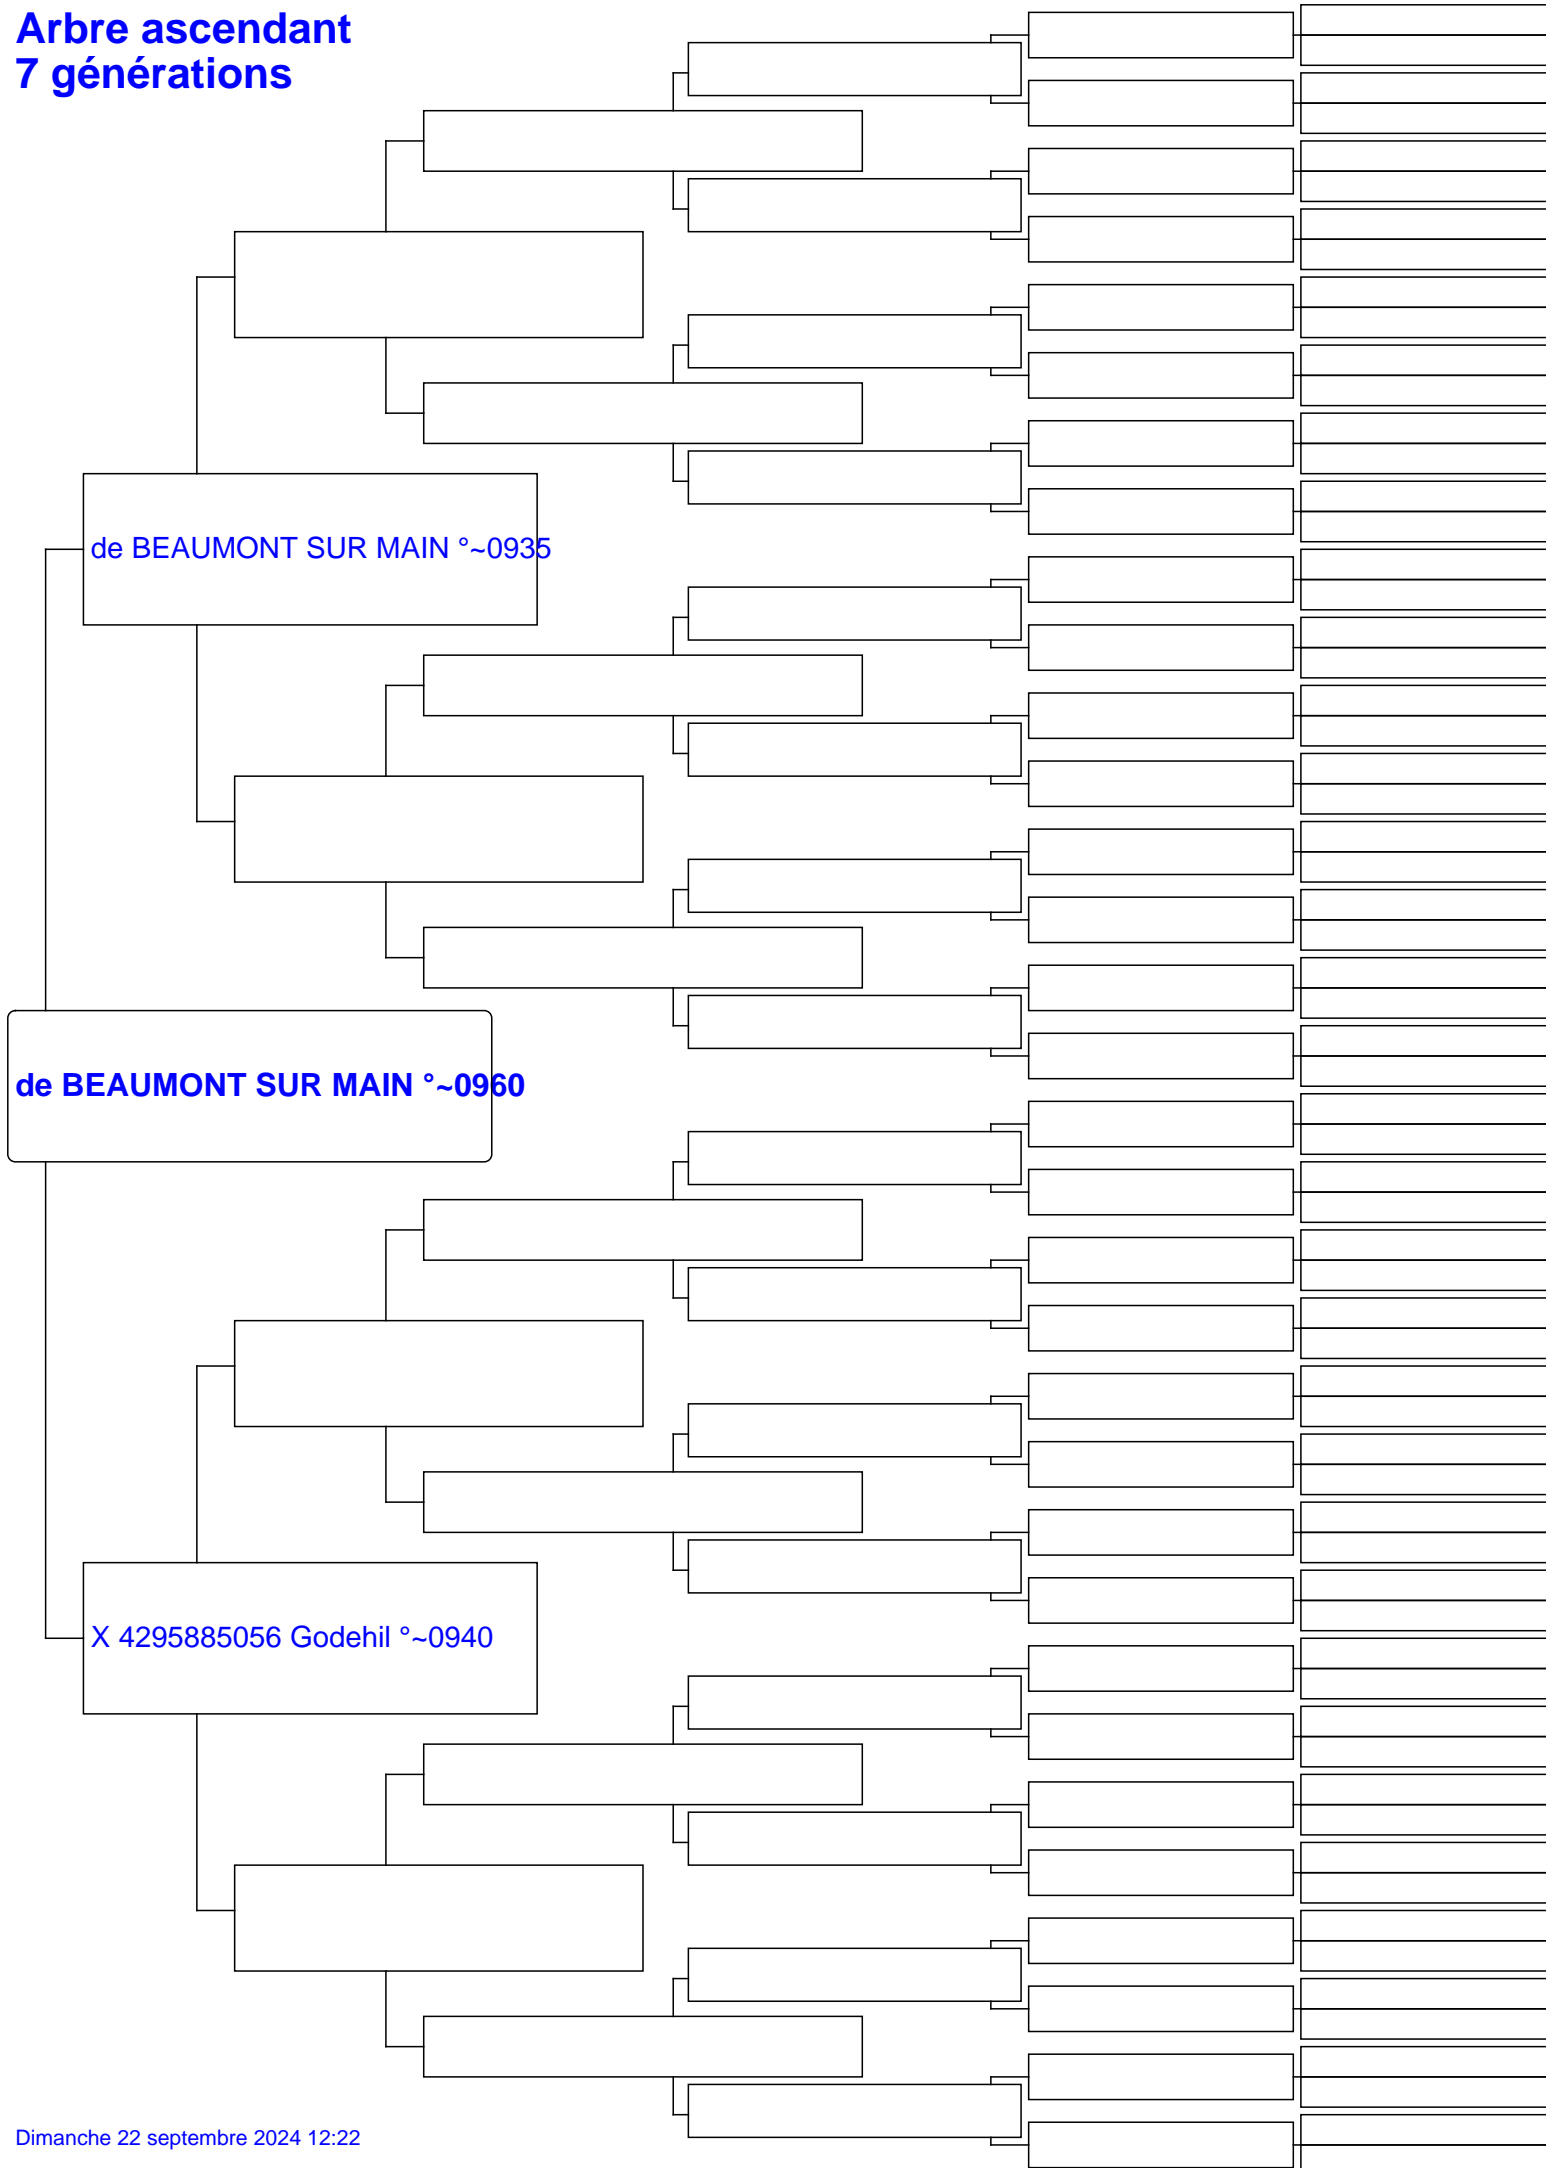 Arbre ascendant
7 générations
de BEAUMONT SUR MAIN °~0935
de BEAUMONT SUR MAIN °~0960
X 4295885056 Godehil °~0940
Dimanche 22 septembre 2024 12:22